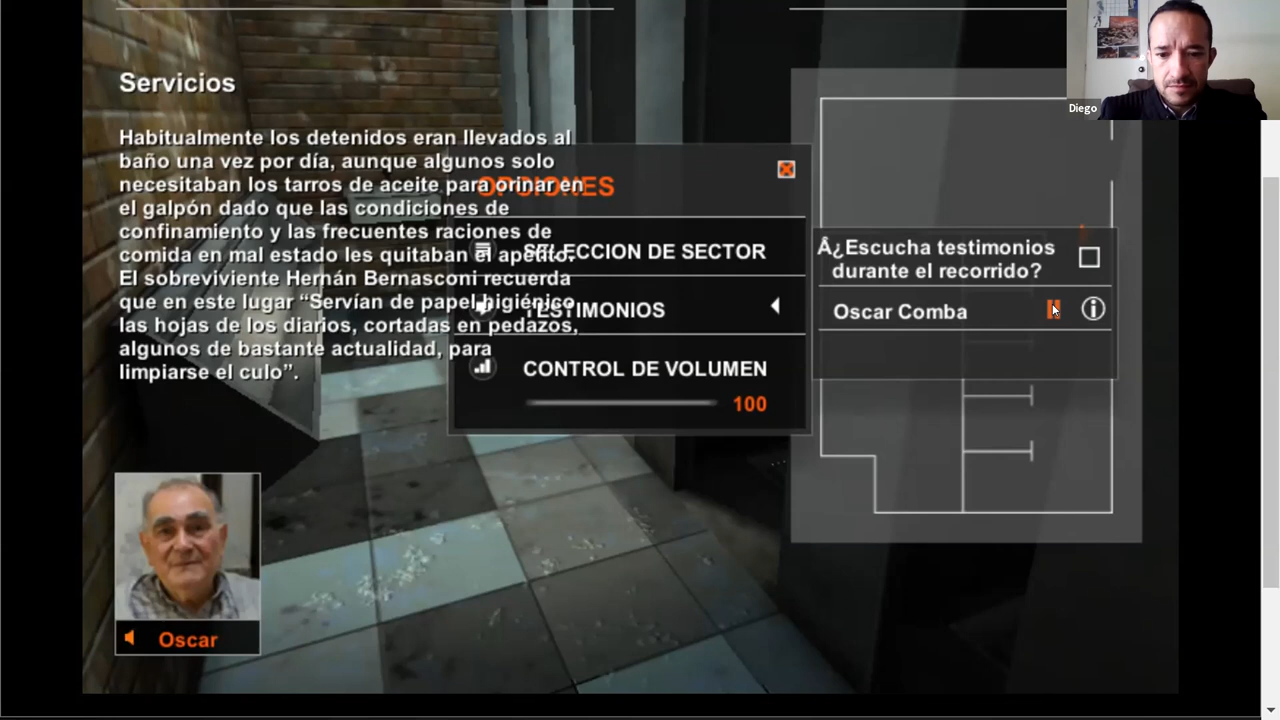 Servicios
Habitualmente los detenidos eran llevados al
baño una vez por día, aunque algunos solo
necesitaban los tarros de aceite para orinar en
el galpón dado que las condiciones de
confinamiento y las frecuentes raciones de
comida en mal estado les quitaban el apetito.
El sobreviviente Hernán Bernasconi recuerda
que en este lugar “Servían de papel higiénico
las hojas de los diarios, cortadas en pedazos,
algunos de bastante actualidad, para
limpiarse el culo”.
Oscar
OPCIONES
SELECCION DE SECTOR
TESTIMONIOS
CONTROL DE VOLUMEN
100
Â¿Escucha testimonios
durante el recorrido?
Oscar Comba
Diego